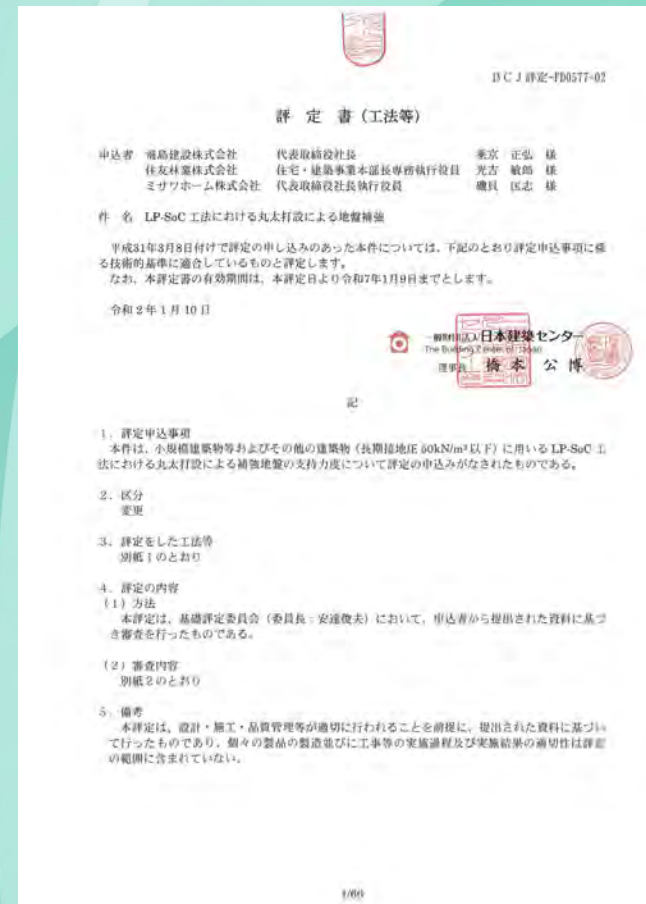 BCJ評定-FD0577-02
評 定 書（工法等）
申込者 飛島建設株式会社 代表取締役社長 乗京 正弘 様
住友林業株式会社 住宅・建築事業本部長専務執行役員 光吉 敏郎 様
ミサワホーム株式会社 代表取締役社長執行役員 磯貝 匡志 様
件 名 LP-SoC 工法における丸太打設による地盤補強
平成31年3月8日付けで評定の申し込みのあった本件については、下記のとおり評定申込事項に係
る技術的基準に適合しているものと評定します。
なお、本評定書の有効期間は、本評定日より令和7年1月9日までとします。
令和2年1月10日
一般財団法人 日本建築センター
The Building Center of Japan
理事長 橋 本 公 博
記
1．評定申込事項
本件は、小規模建築物等およびその他の建築物（長期接地圧 50kN/m²以下）に用いる LP-SoC 工
法における丸太打設による補強地盤の支持力度について評定の申込みがなされたものである。
2．区分
変更
3．評定をした工法等
別紙1のとおり
4．評定の内容
（1）方法
本評定は、基礎評定委員会（委員長：安達俊夫）において、申込者から提出された資料に基づ
き審査を行ったものである。
（2）審査内容
別紙2のとおり
5．備考
本評定は、設計・施工・品質管理等が適切に行われることを前提に、提出された資料に基づい
て行ったものであり、個々の製品の製造並びに工事等の実施過程及び実施結果の適切性は評定
の範囲に含まれていない。